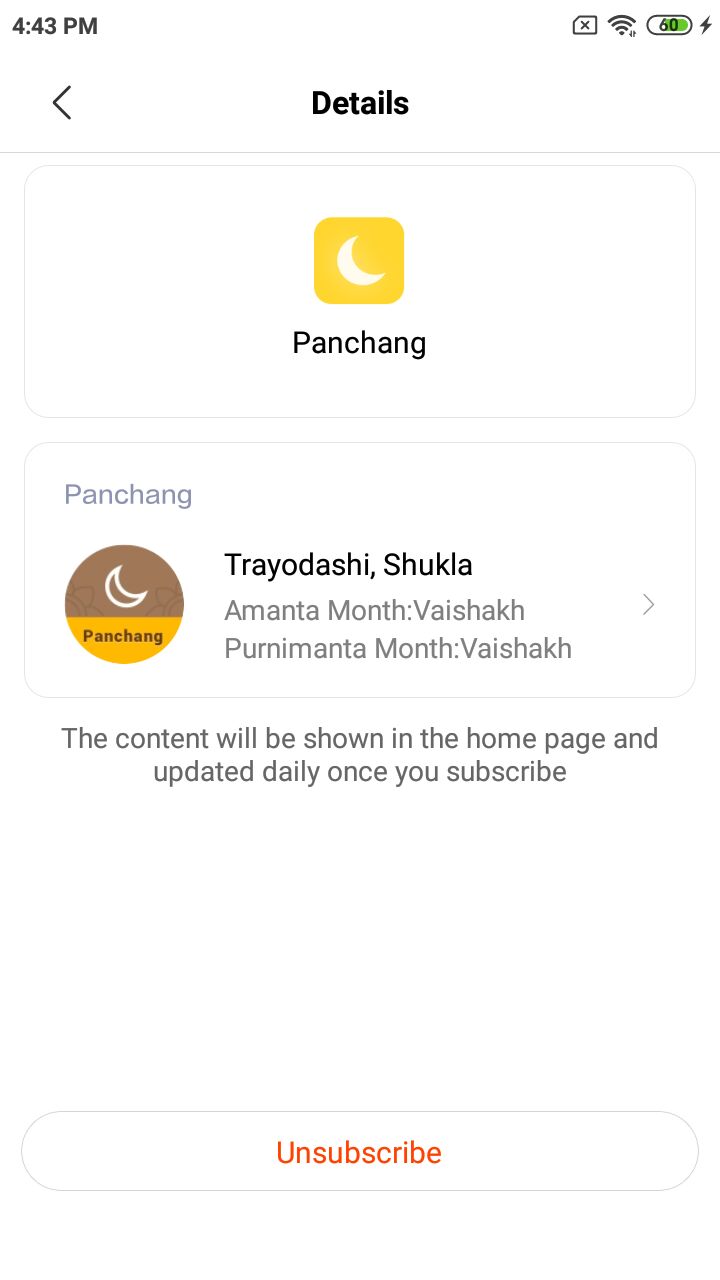 4:43 PM
60
Details
Panchang
Panchang
Panchang
Trayodashi, Shukla
Amanta Month:Vaishakh
Purnimanta Month:Vaishakh
The content will be shown in the home page and
updated daily once you subscribe
Unsubscribe